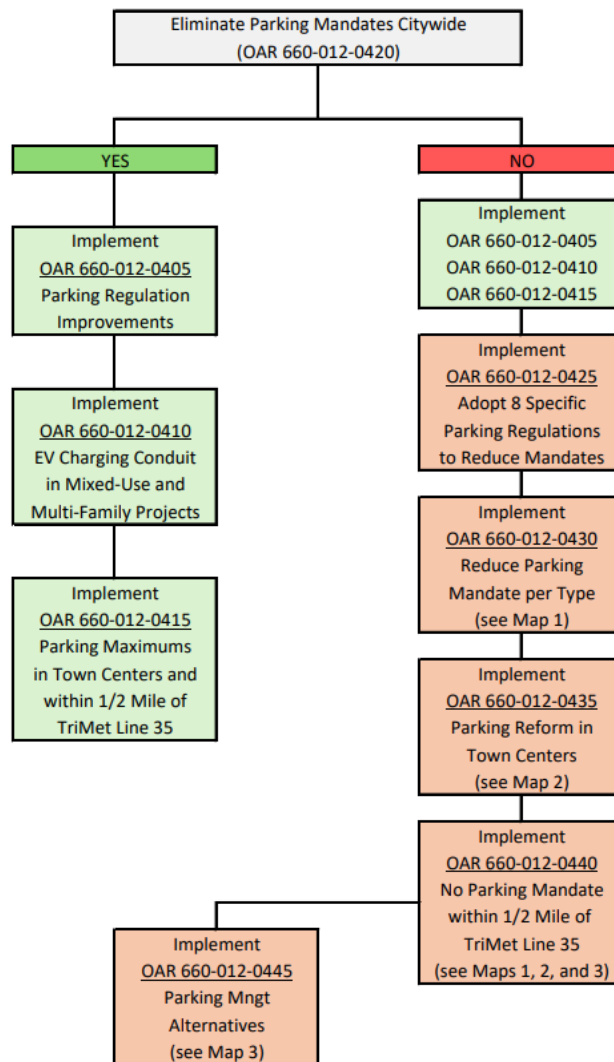 Eliminate Parking Mandates Citywide
(OAR 660-012-0420)
YES
Implement
OAR 660-012-0405
Parking Regulation
Improvements
Implement
OAR 660-012-0410
EV Charging Conduit
in Mixed-Use and
Multi-Family Projects
Implement
OAR 660-012-0415
Parking Maximums
in Town Centers and
within 1/2 Mile of
TriMet Line 35
NO
Implement
OAR 660-012-0405
OAR 660-012-0410
OAR 660-012-0415
Implement
OAR 660-012-0425
Adopt 8 Specific
Parking Regulations
to Reduce Mandates
Implement
OAR 660-012-0430
Reduce Parking
Mandate per Type
(see Map 1)
Implement
OAR 660-012-0435
Parking Reform in
Town Centers
(see Map 2)
Implement
OAR 660-012-0440
No Parking Mandate
within 1/2 Mile of
TriMet Line 35
(see Maps 1, 2, and 3)
Implement
OAR 660-012-0445
Parking Mngt
Alternatives
(see Map 3)